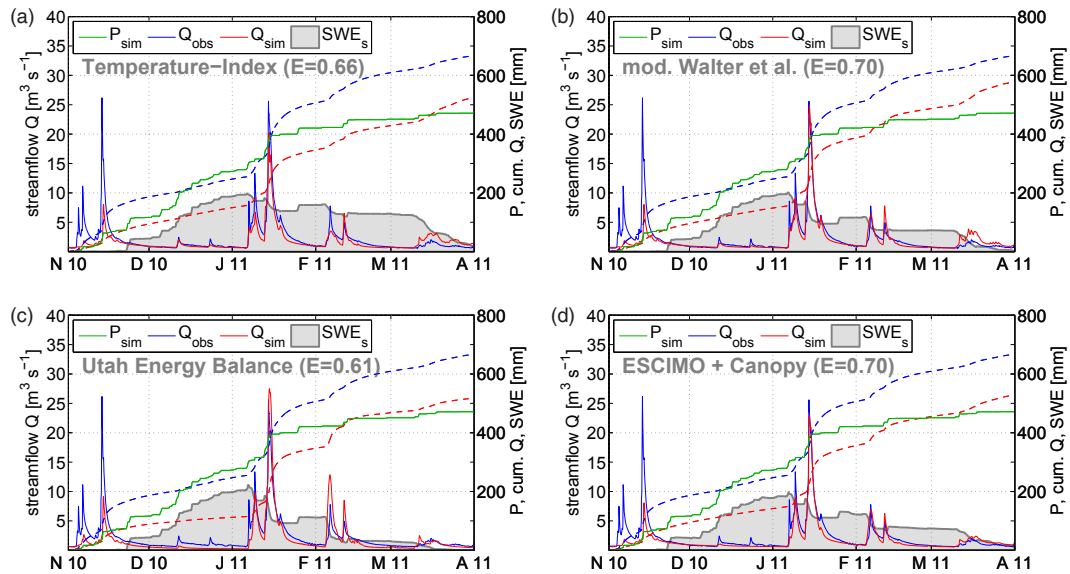 (a)
40
35
30
25
20
15
10
5
streamflow Q [m³ s⁻¹]
P_sim Q_obs Q_sim SWE_s
Temperature−Index (E=0.66)
800
600
400
200
P, cum. Q, SWE [mm]
N 10 D 10 J 11 F 11 M 11 A 11
(b)
40
35
30
25
20
15
10
5
streamflow Q [m³ s⁻¹]
P_sim Q_obs Q_sim SWE_s
mod. Walter et al. (E=0.70)
800
600
400
200
P, cum. Q, SWE [mm]
N 10 D 10 J 11 F 11 M 11 A 11
(c)
40
35
30
25
20
15
10
5
streamflow Q [m³ s⁻¹]
P_sim Q_obs Q_sim SWE_s
Utah Energy Balance (E=0.61)
800
600
400
200
P, cum. Q, SWE [mm]
N 10 D 10 J 11 F 11 M 11 A 11
(d)
40
35
30
25
20
15
10
5
streamflow Q [m³ s⁻¹]
P_sim Q_obs Q_sim SWE_s
ESCIMO + Canopy (E=0.70)
800
600
400
200
P, cum. Q, SWE [mm]
N 10 D 10 J 11 F 11 M 11 A 11